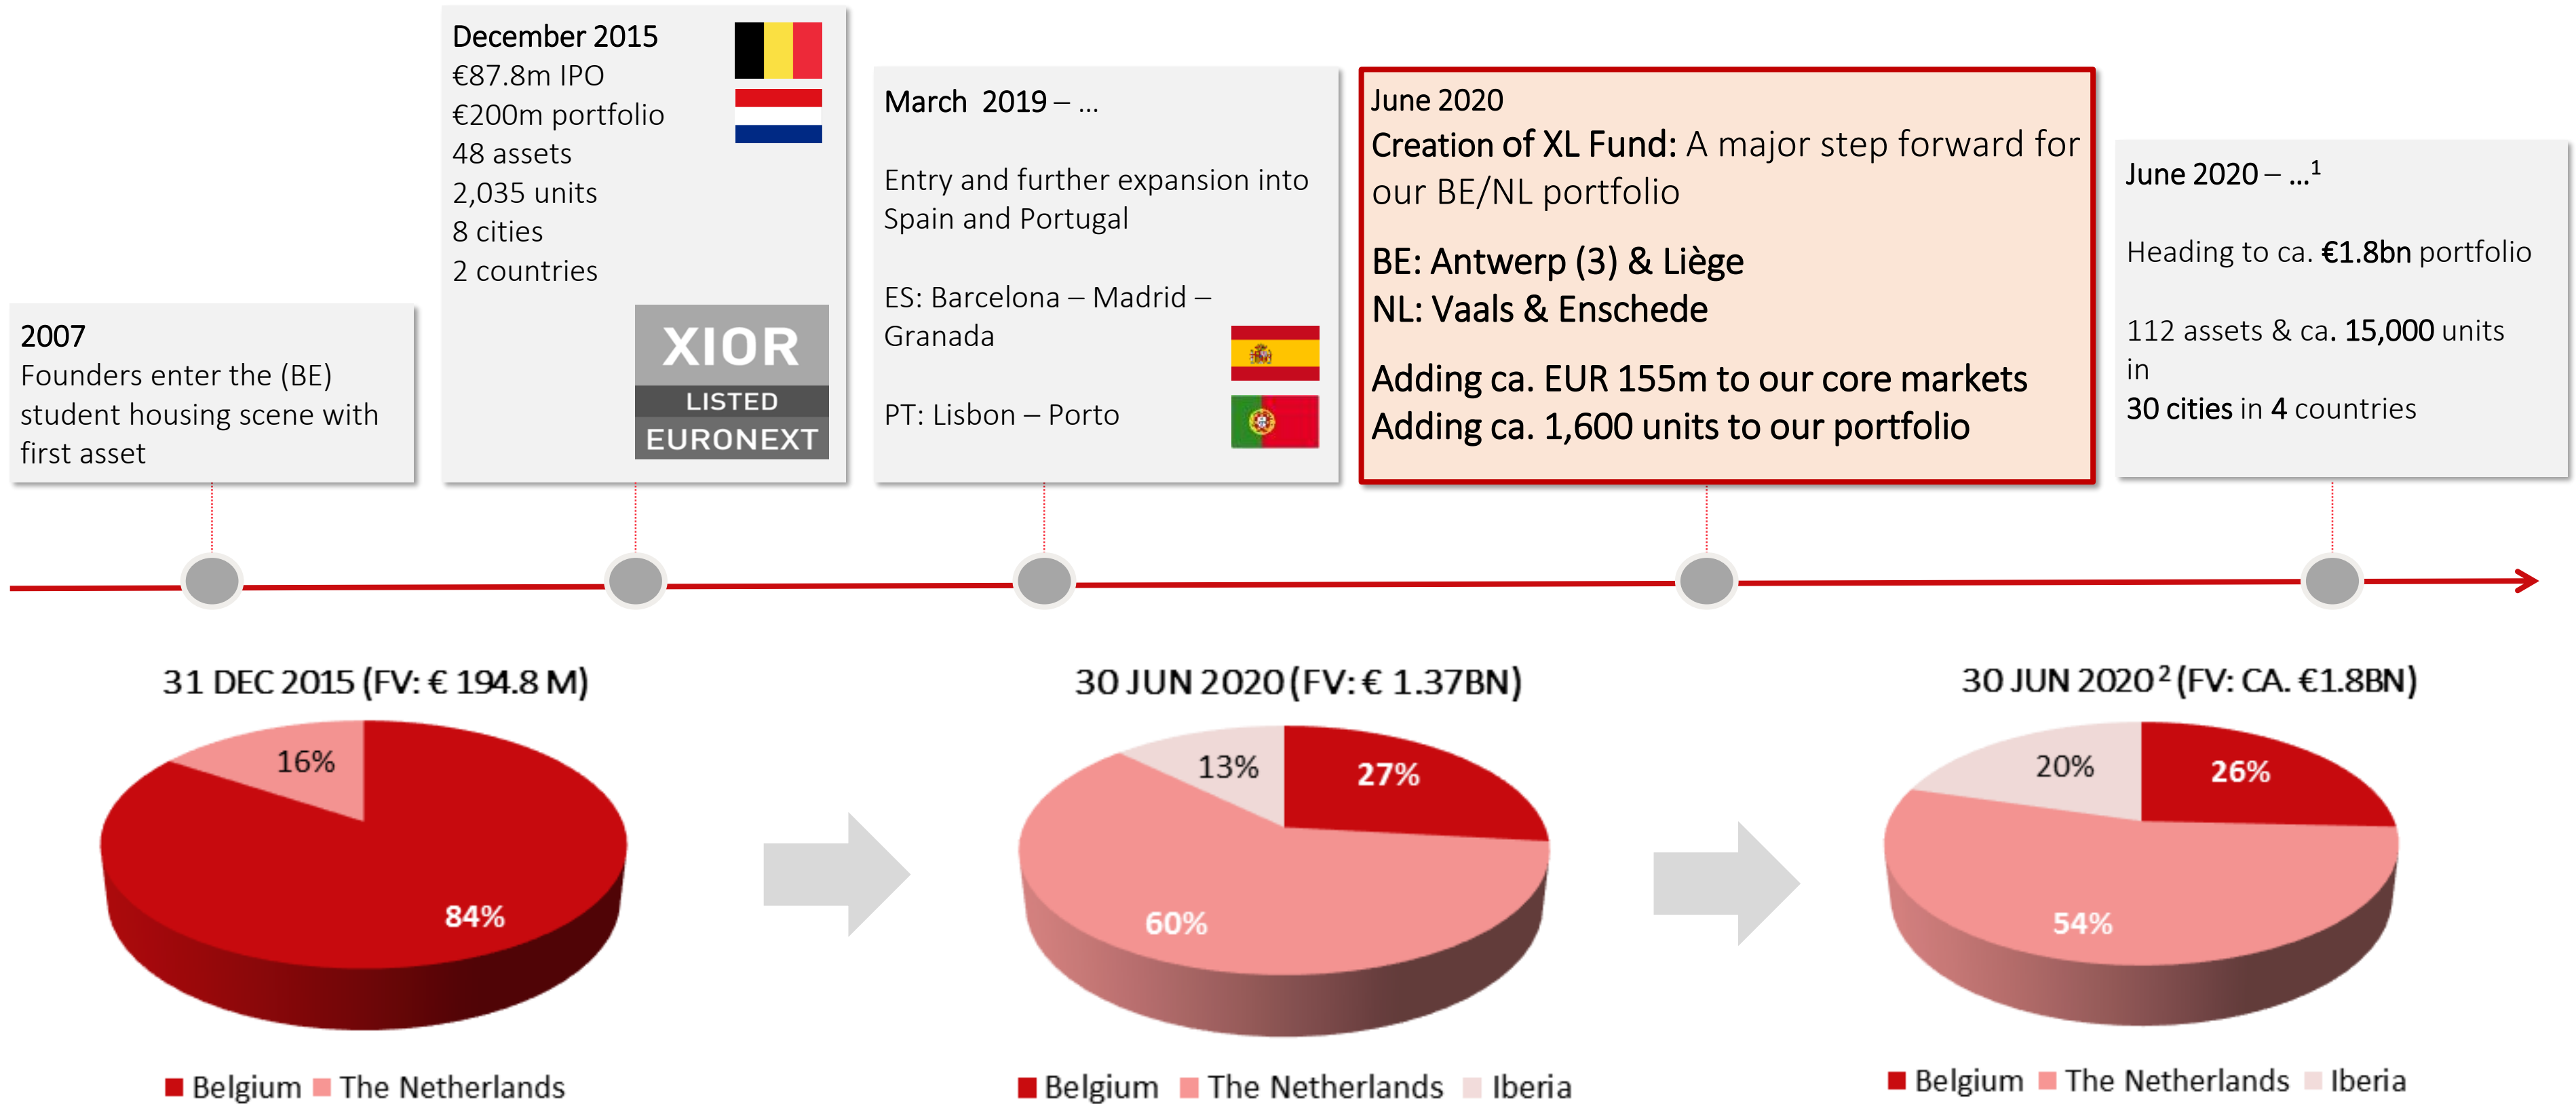 2007
Founders enter the (BE)
student housing scene with
first asset
December 2015
€87.8m IPO
€200m portfolio
48 assets
2,035 units
8 cities
2 countries
XIOR
LISTED
EURONEXT
March 2019 – ...
Entry and further expansion into
Spain and Portugal
ES: Barcelona – Madrid –
Granada
PT: Lisbon – Porto
June 2020
Creation of XL Fund: A major step forward for
our BE/NL portfolio
BE: Antwerp (3) & Liège
NL: Vaals & Enschede
Adding ca. EUR 155m to our core markets
Adding ca. 1,600 units to our portfolio
June 2020 – ...¹
Heading to ca. €1.8bn portfolio
112 assets & ca. 15,000 units
in
30 cities in 4 countries
31 DEC 2015 (FV: € 194.8 M)
16%
84%
Belgium The Netherlands
30 JUN 2020 (FV: € 1.37BN)
13%
27%
60%
Belgium The Netherlands Iberia
30 JUN 2020² (FV: CA. €1.8BN)
20%
26%
54%
Belgium The Netherlands Iberia